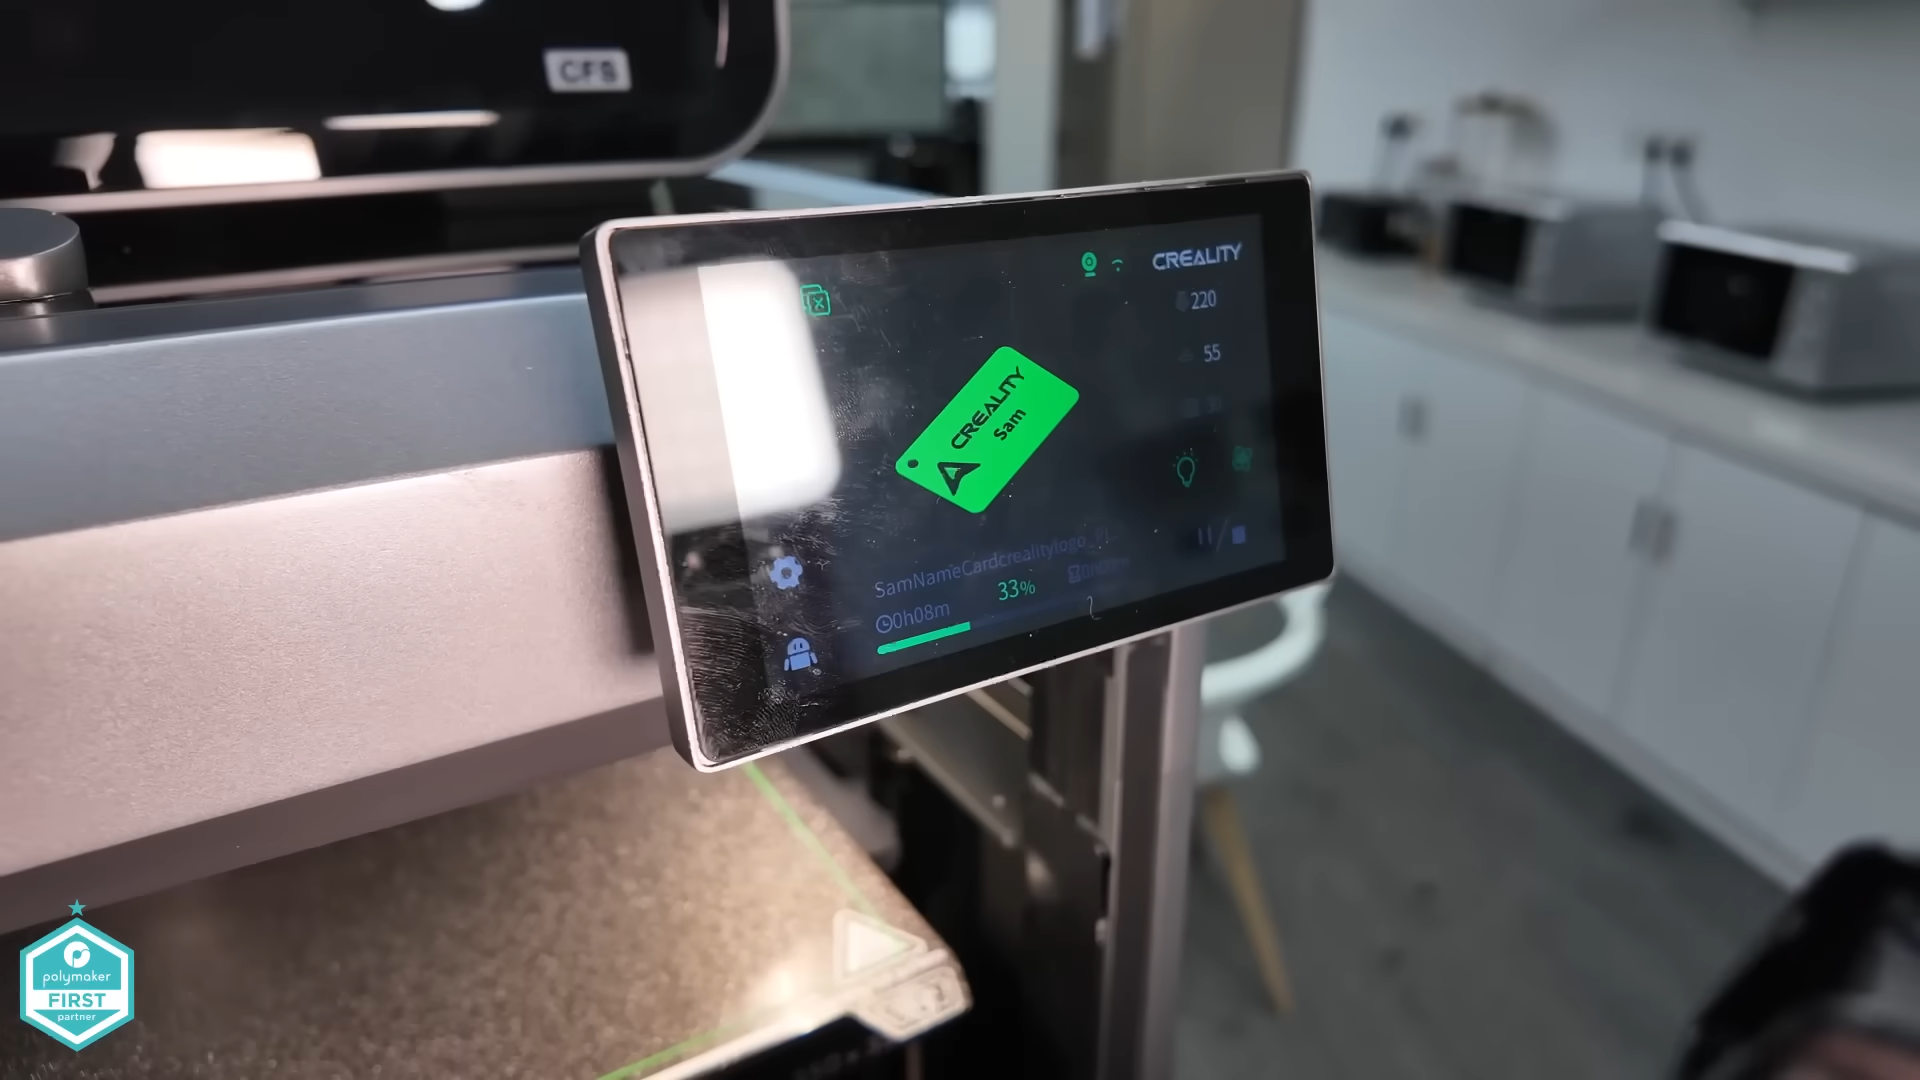 CFS
CREALITY
220
55
CREALITY
Sam
SamNameCardcrealitylogo_
33%
0h08m
polymaker
FIRST
partner